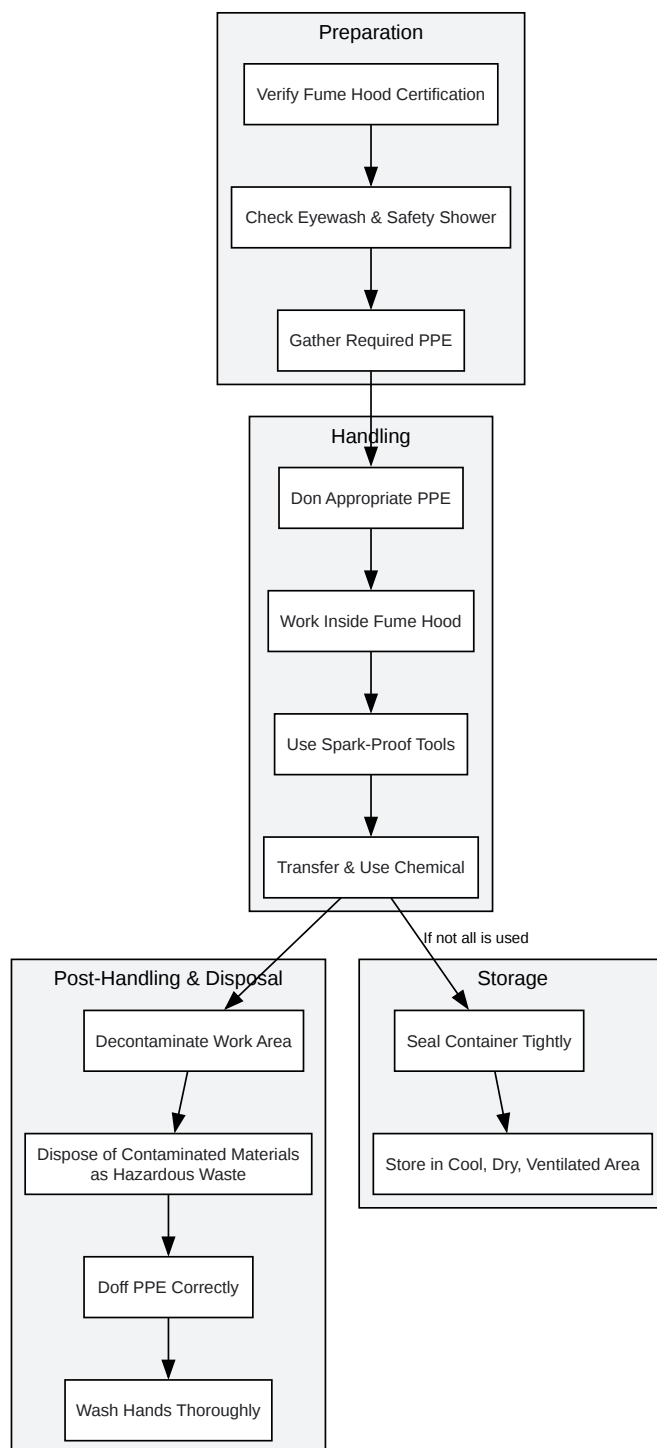 Preparation
Verify Fume Hood Certification
Check Eyewash & Safety Shower
Gather Required PPE
Handling
Don Appropriate PPE
Work Inside Fume Hood
Use Spark-Proof Tools
Transfer & Use Chemical
If not all is used
Post-Handling & Disposal
Decontaminate Work Area
Dispose of Contaminated Materials
as Hazardous Waste
Doff PPE Correctly
Wash Hands Thoroughly
Storage
Seal Container Tightly
Store in Cool, Dry, Ventilated Area